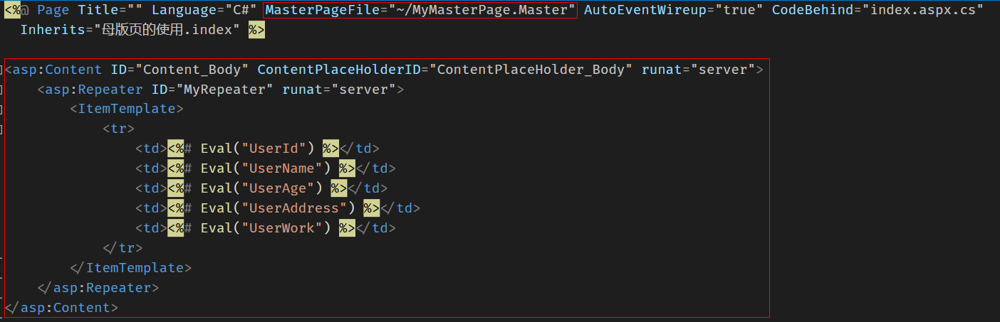 <%@ Page Title="" Language="C#" MasterPageFile="~/MyMasterPage.Master" AutoEventWireup="true" CodeBehind="index.aspx.cs"
Inherits="母版页的使用.index" %>
<asp:Content ID="Content_Body" ContentPlaceHolderID="ContentPlaceHolder_Body" runat="server">
<asp:Repeater ID="MyRepeater" runat="server">
<ItemTemplate>
<tr>
<td><%# Eval("UserId") %></td>
<td><%# Eval("UserName") %></td>
<td><%# Eval("UserAge") %></td>
<td><%# Eval("UserAddress") %></td>
<td><%# Eval("UserWork") %></td>
</tr>
</ItemTemplate>
</asp:Repeater>
</asp:Content>